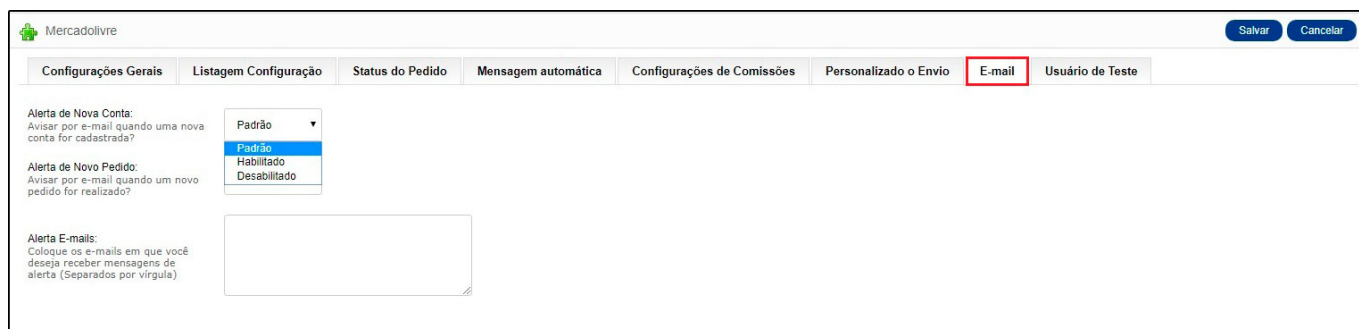 Mercadolivre
Salvar Cancelar
Configurações Gerais Listagem Configuração Status do Pedido Mensagem automática Configurações de Comissões Personalizado o Envio E-mail Usuário de Teste
Alerta de Nova Conta:
Avisar por e-mail quando uma nova
conta for cadastrada?
Padrão
Padrão
Habilitado
Desabilitado
Alerta de Novo Pedido:
Avisar por e-mail quando um novo
pedido for realizado?
Alerta E-mails:
Coloque os e-mails em que você
deseja receber mensagens de
alerta (Separados por vírgula)